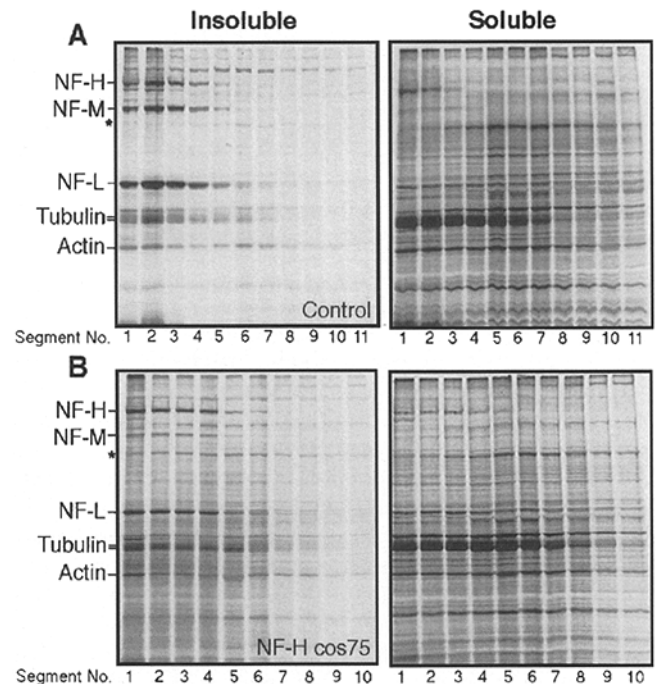 Insoluble Soluble
A
NF-H
NF-M
*
NF-L
Tubulin
Actin
Control
Segment No. 1 2 3 4 5 6 7 8 9 10 11 1 2 3 4 5 6 7 8 9 10 11
B
NF-H
NF-M
*
NF-L
Tubulin
Actin
NF-H cos75
Segment No. 1 2 3 4 5 6 7 8 9 10 1 2 3 4 5 6 7 8 9 10